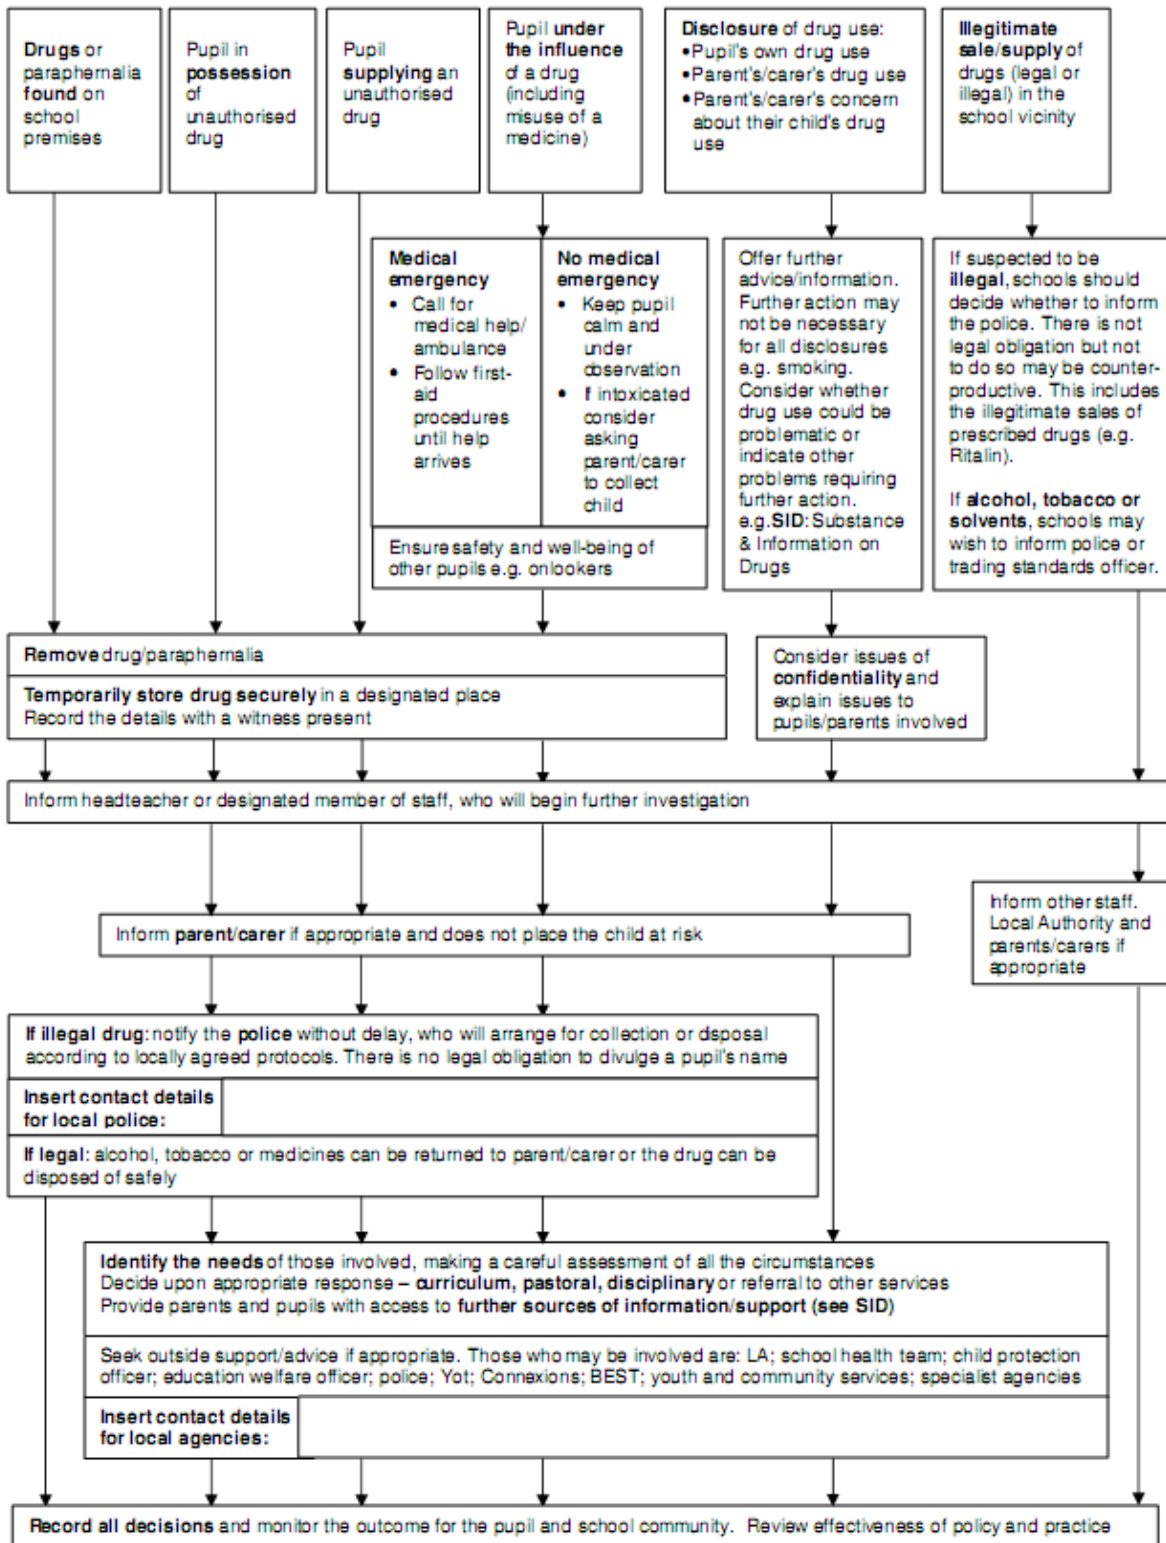 Drugs or
paraphernalia
found on
school
premises
Pupil in
possession
of
unauthorised
drug
Pupil
supplying an
unauthorised
drug
Pupil under
the influence
of a drug
(including
misuse of a
medicine)
Disclosure of drug use:
•Pupil's own drug use
•Parent's/carer's drug use
•Parent's/carer's concern
about their child's drug
use
Illegitimate
sale/supply of
drugs (legal or
illegal) in the
school vicinity
Medical
emergency
• Call for
medical help/
ambulance
• Follow first-
aid
procedures
until help
arrives
No medical
emergency
• Keep pupil
calm and
under
observation
• If intoxicated
consider
asking
parent/carer
to collect
child
Ensure safety and well-being of
other pupils e.g. onlookers
Offer further
advice/information.
Further action may
not be necessary
for all disclosures
e.g. smoking.
Consider whether
drug use could be
problematic or
indicate other
problems requiring
further action.
e.g.SID: Substance
& Information on
Drugs
If suspected to be
illegal, schools should
decide whether to inform
the police. There is not
legal obligation but not
to do so may be counter-
productive. This includes
the illegitimate sales of
prescribed drugs (e.g.
Ritalin).
If alcohol, tobacco or
solvents, schools may
wish to inform police or
trading standards officer.
Remove drug/paraphernalia
Temporarily store drug securely in a designated place
Record the details with a witness present
Consider issues of
confidentiality and
explain issues to
pupils/parents involved
Inform headteacher or designated member of staff, who will begin further investigation
Inform parent/carer if appropriate and does not place the child at risk
Inform other staff.
Local Authority and
parents/carers if
appropriate
If illegal drug: notify the police without delay, who will arrange for collection or disposal
according to locally agreed protocols. There is no legal obligation to divulge a pupil's name
Insert contact details
for local police:
If legal: alcohol, tobacco or medicines can be returned to parent/carer or the drug can be
disposed of safely
Identify the needs of those involved, making a careful assessment of all the circumstances
Decide upon appropriate response – curriculum, pastoral, disciplinary or referral to other services
Provide parents and pupils with access to further sources of information/support (see SID)
Seek outside support/advice if appropriate. Those who may be involved are: LA; school health team; child protection
officer; education welfare officer; police; Yot; Connexions; BEST; youth and community services; specialist agencies
Insert contact details
for local agencies:
Record all decisions and monitor the outcome for the pupil and school community. Review effectiveness of policy and practice